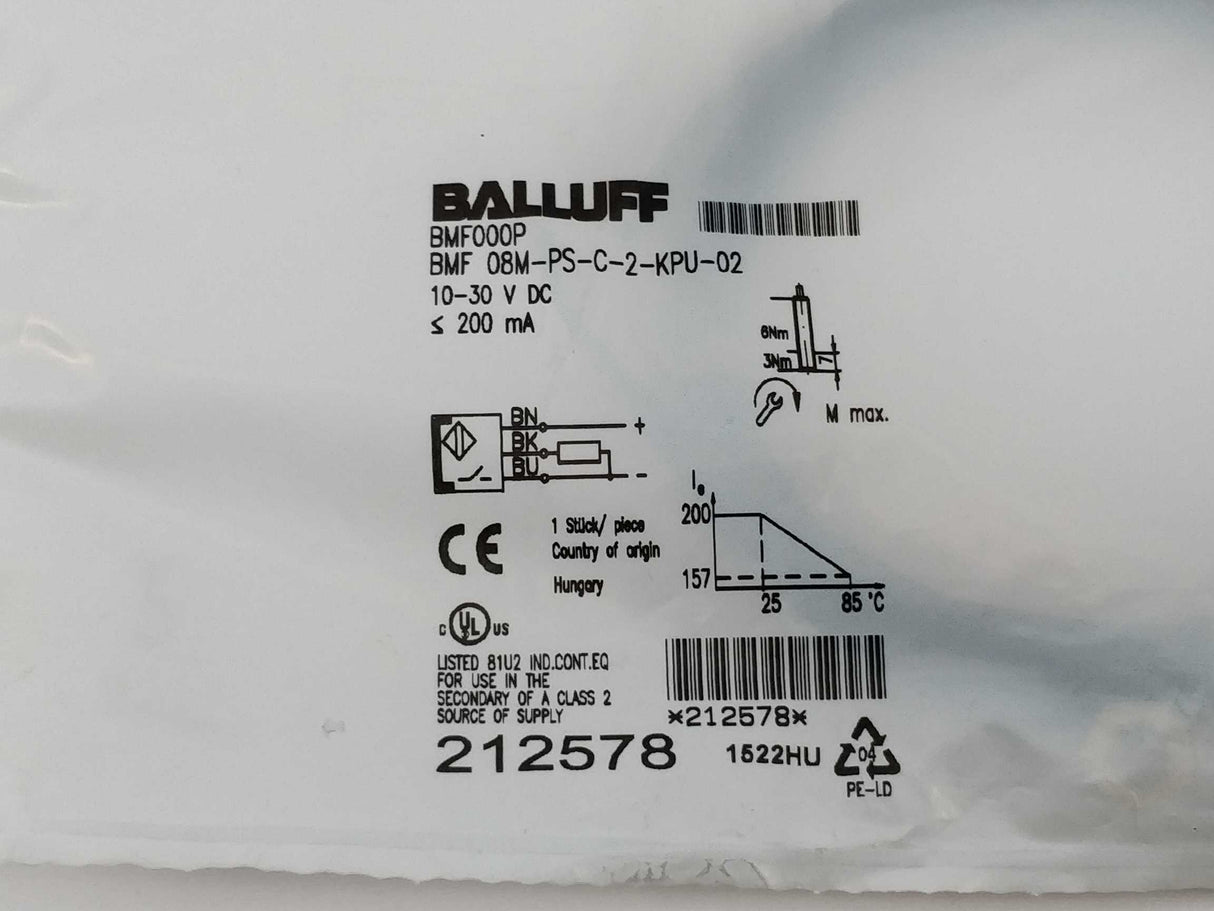 BALLUFF
BMF000P
BMF 08M-PS-C-2-KPU-02
10-30 V DC
≤ 200 mA
6Nm
3Nm
7
M max.
BN
+
BK
BU
-
Ie
200
157
25
85 °C
CE
1 Stück/ piece
Country of origin
Hungary
C UL US
LISTED 81U2 IND.CONT.EQ
FOR USE IN THE
SECONDARY OF A CLASS 2
SOURCE OF SUPPLY
*212578*
212578
1522HU
04
PE-LD